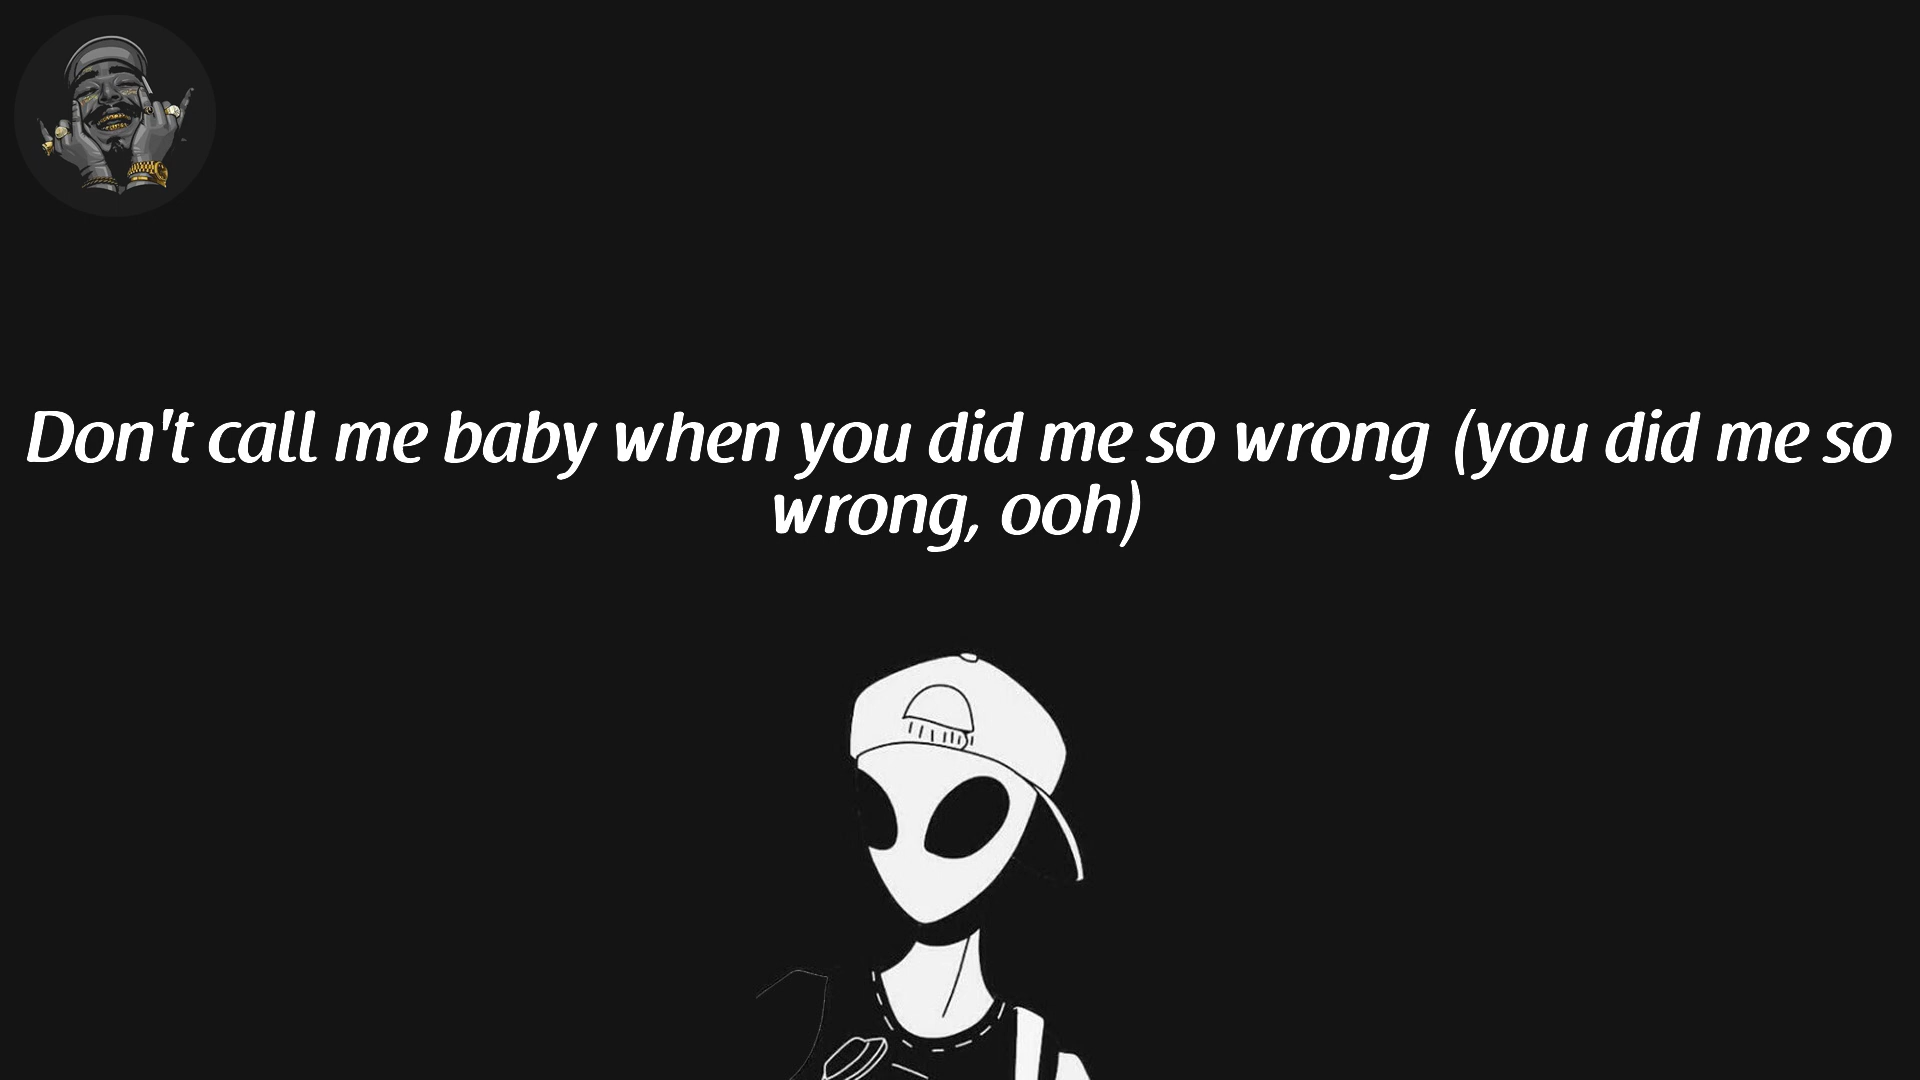 Don't call me baby when you did me so wrong (you did me so
wrong, ooh)